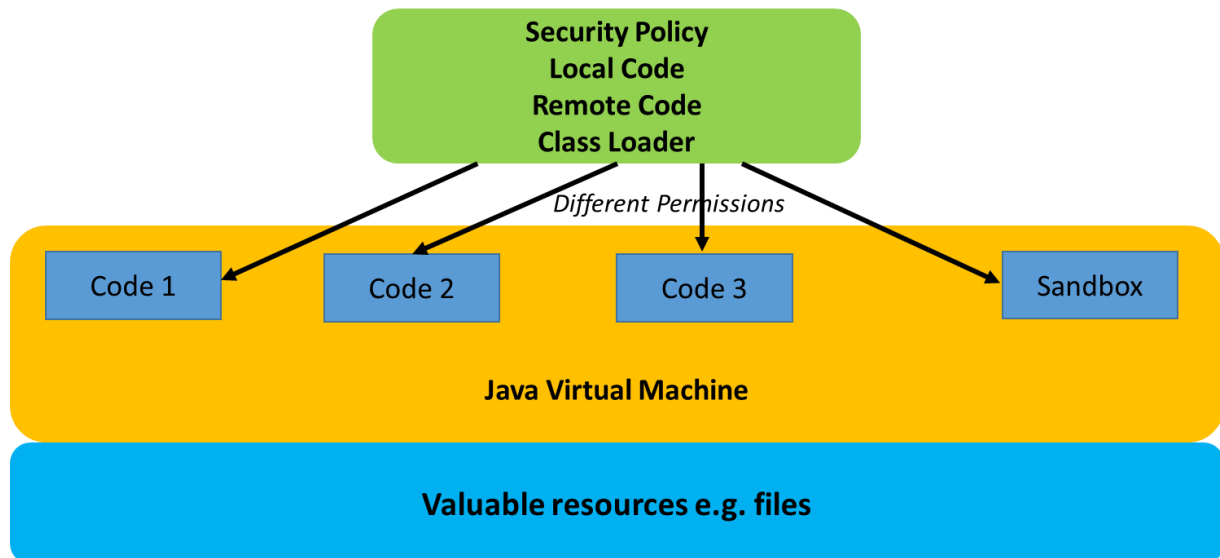 Security Policy
Local Code
Remote Code
Class Loader
Different Permissions
Code 1
Code 2
Code 3
Sandbox
Java Virtual Machine
Valuable resources e.g. files